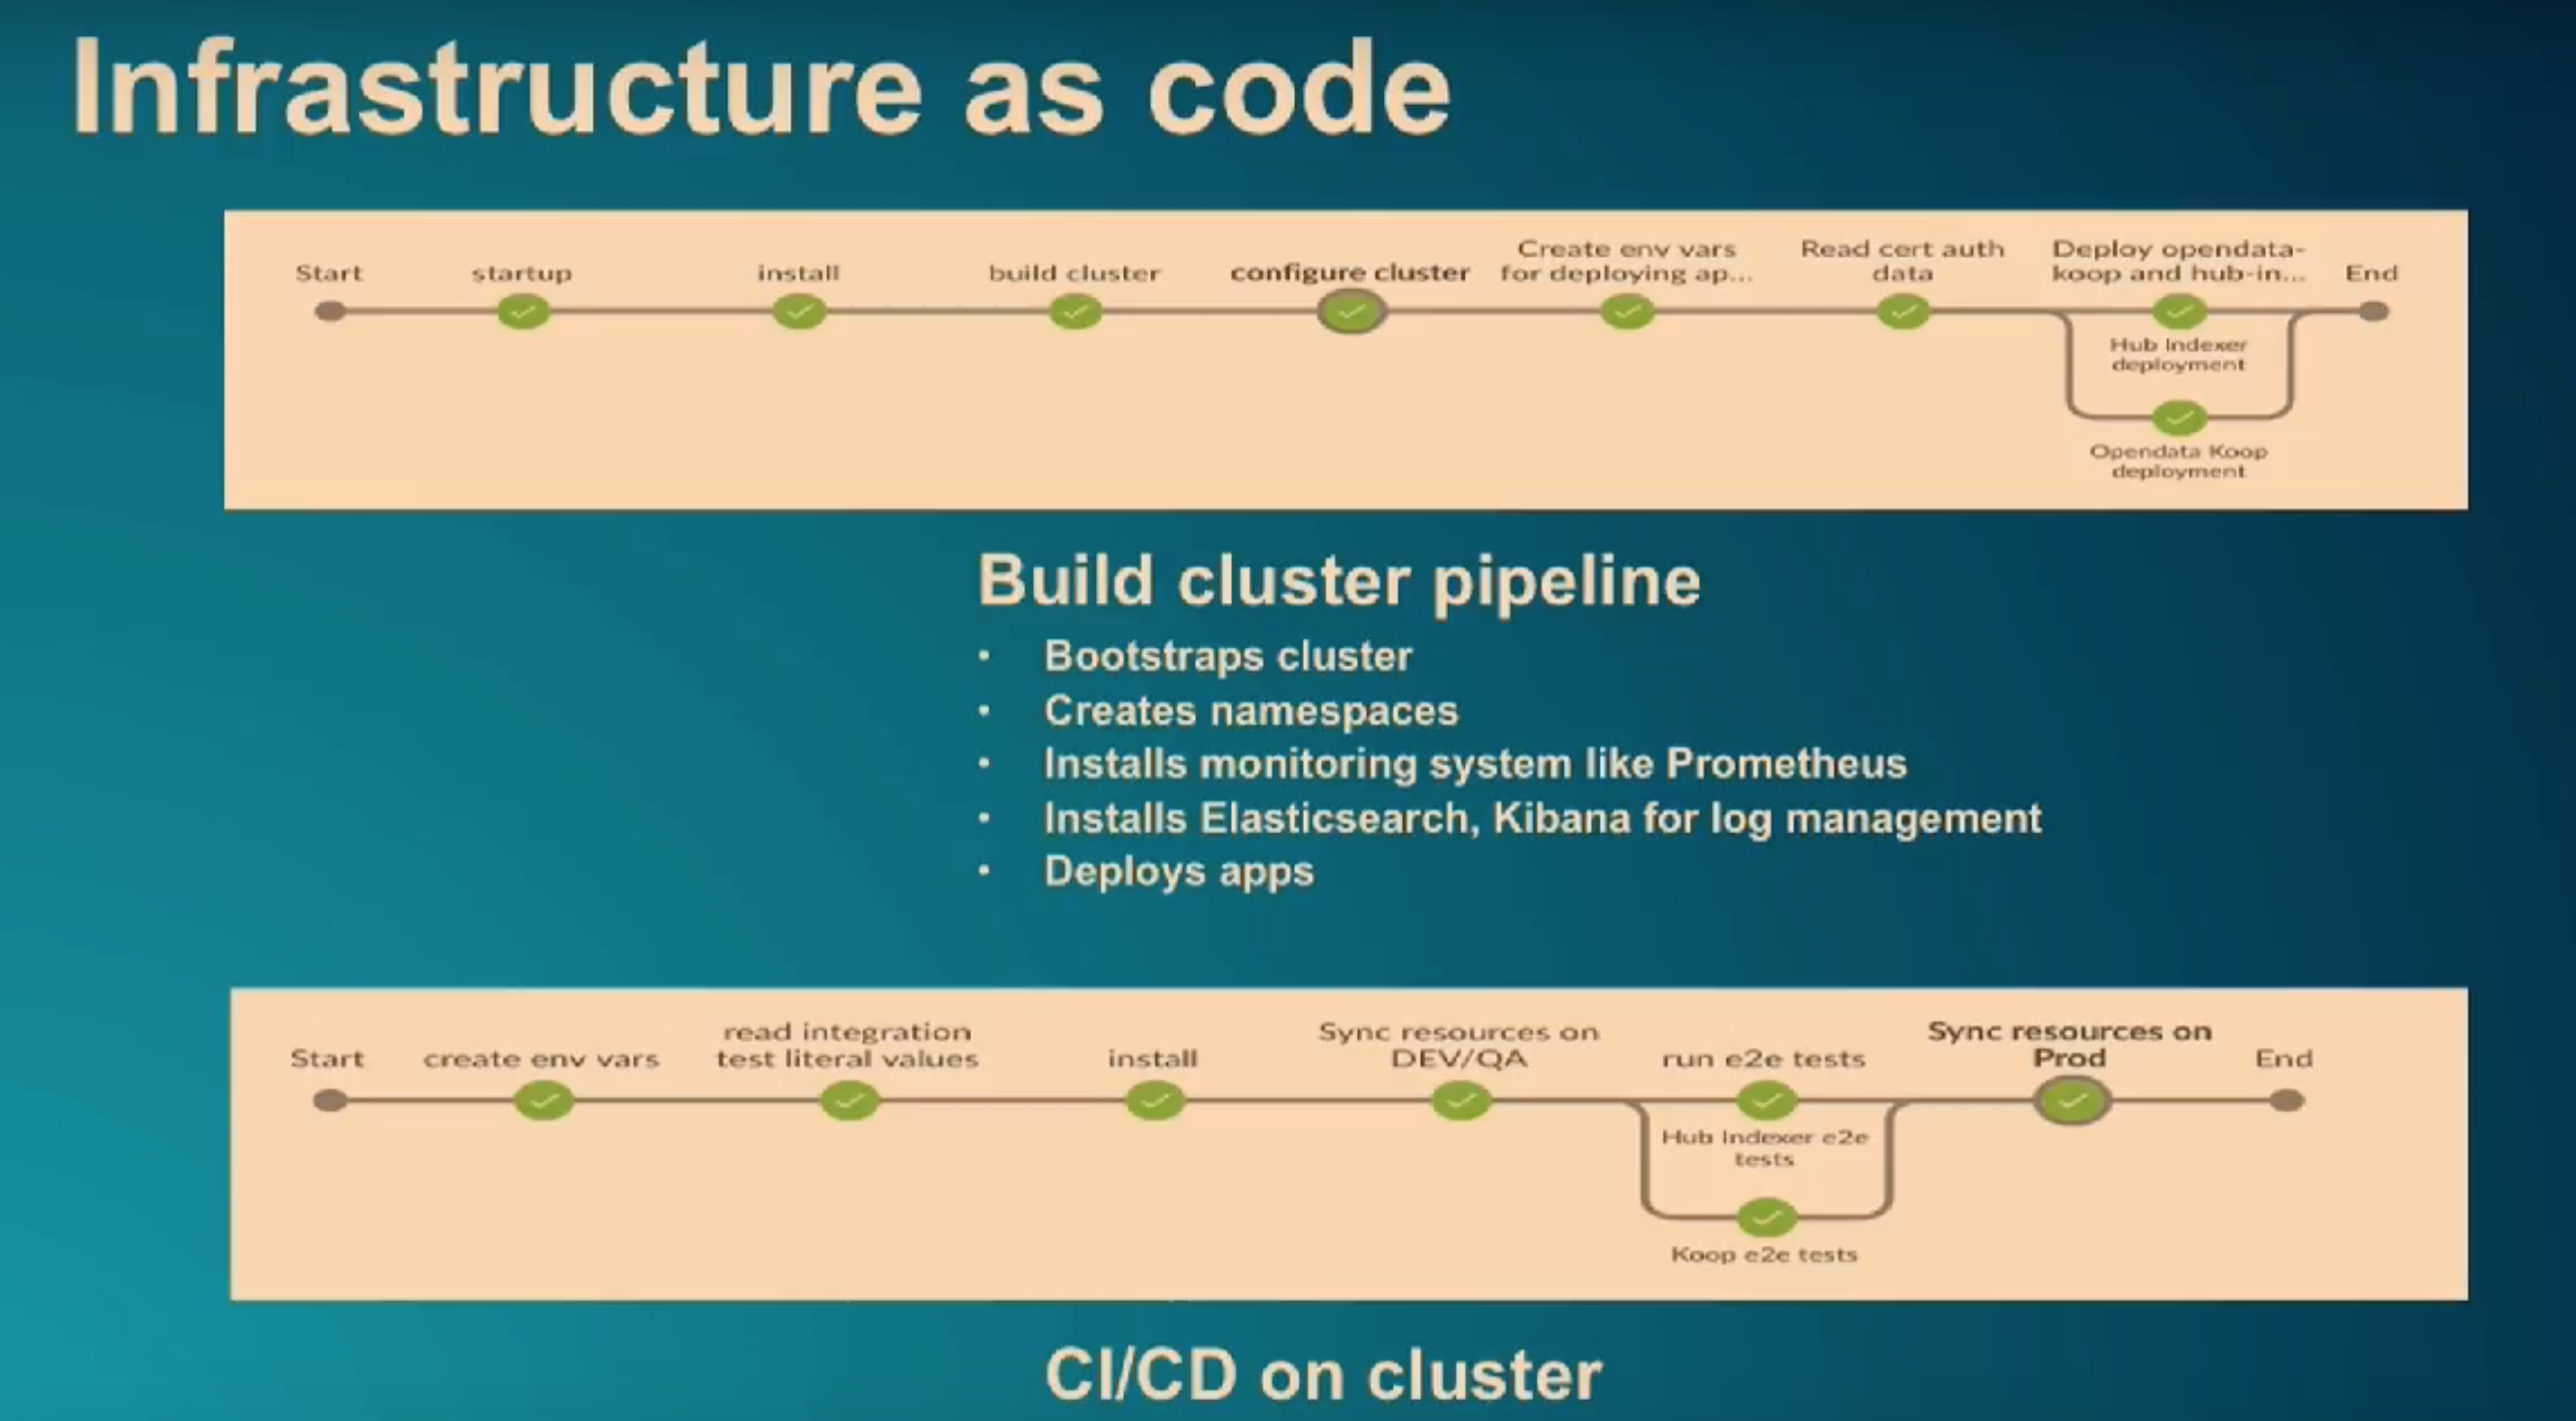 Infrastructure as code
Start
startup
install
build cluster
configure cluster
Create env vars
for deploying ap...
Read cert auth
data
Deploy opendata-
koop and hub-in...
End
Hub Indexer
deployment
Opendata Koop
deployment
Build cluster pipeline
• Bootstraps cluster
• Creates namespaces
• Installs monitoring system like Prometheus
• Installs Elasticsearch, Kibana for log management
• Deploys apps
Start
create env vars
read integration
test literal values
install
Sync resources on
DEV/QA
run e2e tests
Sync resources on
Prod
End
Hub Indexer e2e
tests
Koop e2e tests
CI/CD on cluster